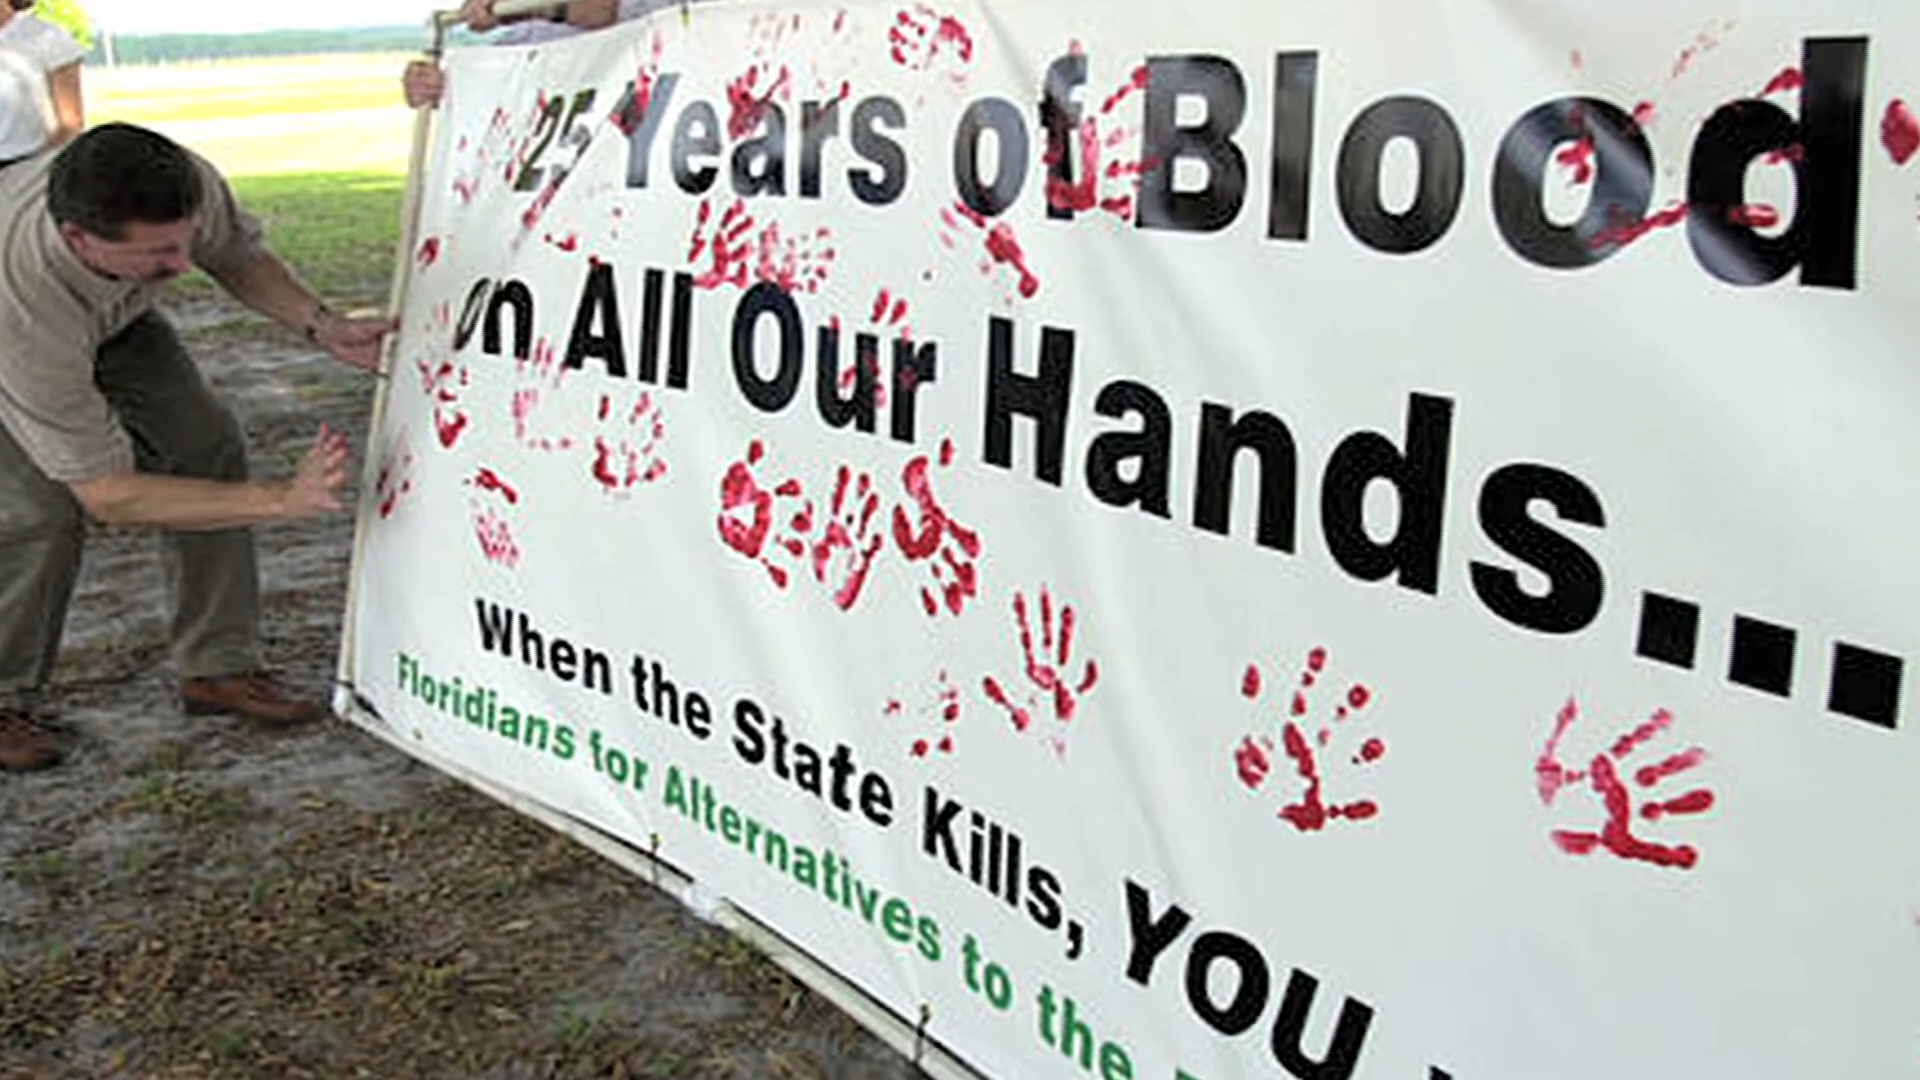 25 Years of Blood
on All Our Hands...
When the State Kills, YOU
Floridians for Alternatives to the